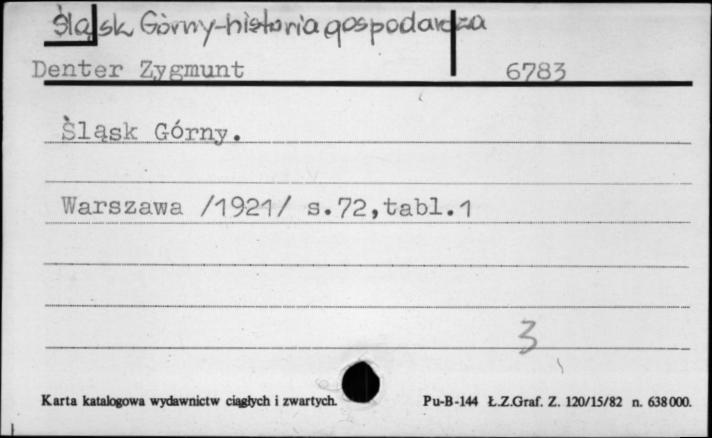 Śląsk Górny-historia gospodarcza
Denter Zygmunt 6783
Śląsk Górny.
Warszawa /1921/ s.72,tabl.1
3
Karta katalogowa wydawnictw ciągłych i zwartych. Pu-B-144 Ł.Z.Graf. Z. 120/15/82 n. 638000.